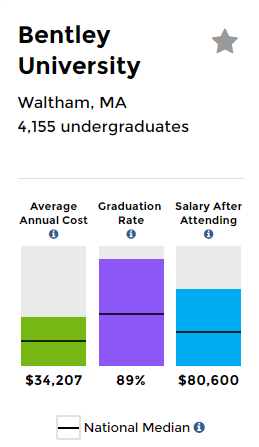 Bentley
University
Waltham, MA
4,155 undergraduates
Average Annual Cost
Graduation Rate
Salary After Attending
$34,207 89% $80,600
National Median